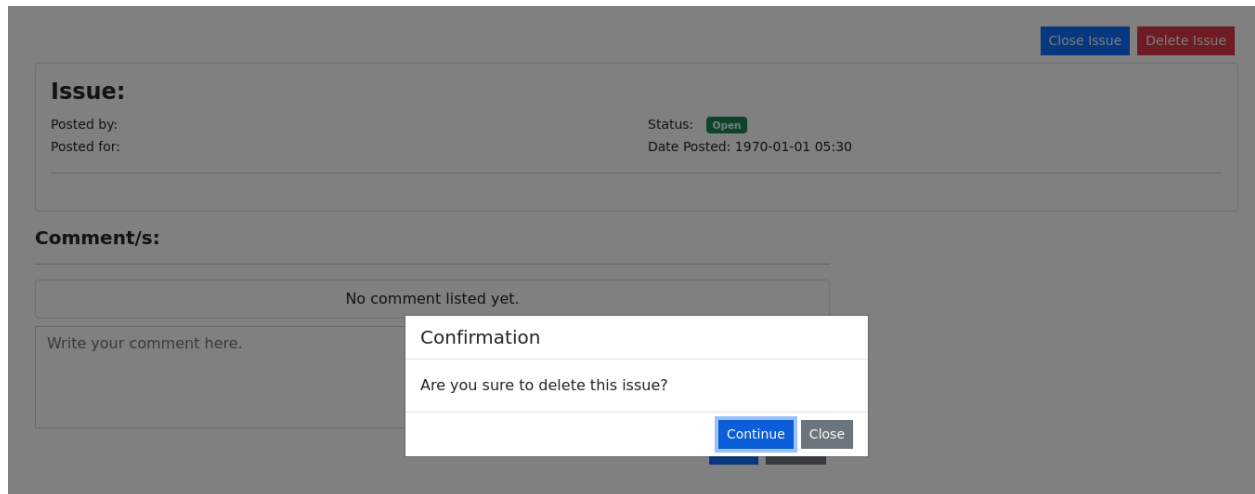 Close Issue Delete Issue
Issue:
Posted by: Status: Open
Posted for: Date Posted: 1970-01-01 05:30
Comment/s:
No comment listed yet.
Write your comment here.
Confirmation
Are you sure to delete this issue?
Continue Close